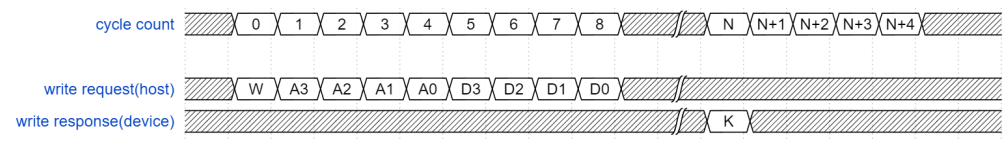 cycle count 0 1 2 3 4 5 6 7 8 N N+1 N+2 N+3 N+4
write request(host) W A3 A2 A1 A0 D3 D2 D1 D0
write response(device) K